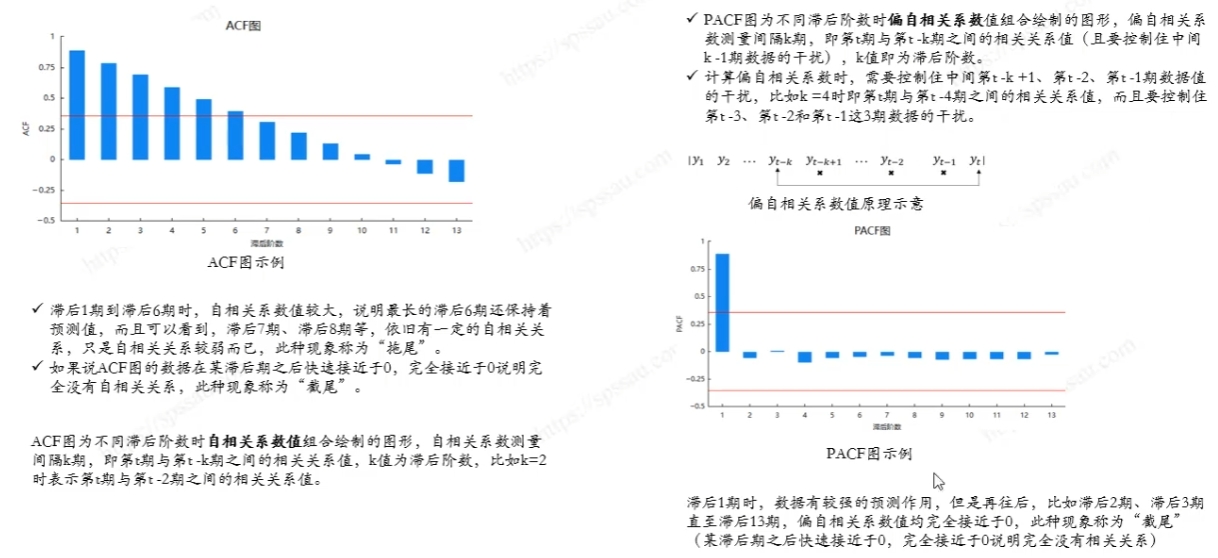 ACF图
1
0.75
0.5
0.25
0
-0.25
-0.5
ACF
1 2 3 4 5 6 7 8 9 10 11 12 13
滞后阶数
ACF图示例
✓ 滞后1期到滞后6期时，自相关系数值较大，说明最长的滞后6期还保持着
预测值，而且可以看到，滞后7期、滞后8期等，依旧有一定的自相关关
系，只是自相关关系较弱而已，此种现象称为“拖尾”。
✓ 如果说ACF图的数据在某滞后期之后快速接近于0，完全接近于0说明完
全没有自相关关系，此种现象称为“截尾”。
ACF图为不同滞后阶数时自相关系数值组合绘制的图形，自相关系数测量
间隔k期，即第t期与第t -k期之间的相关关系值，k值为滞后阶数，比如k=2
时表示第t期与第t -2期之间的相关关系值。
✓ PACF图为不同滞后阶数时偏自相关系数值组合绘制的图形，偏自相关系
数测量间隔k期，即第t期与第t -k期之间的相关关系值（且要控制住中间
k -1期数据的干扰），k值即为滞后阶数。
✓ 计算偏自相关系数时，需要控制住中间第t -k +1、第t -2、第t -1期数据值
的干扰，比如k =4时即第t期与第t -4期之间的相关关系值，而且要控制住
第t -3、第t -2和第t -1这3期数据的干扰。
|y1 y2 … yt−k yt−k+1 … yt−2 yt−1 yt|
偏自相关系数值原理示意
PACF图
1
0.75
0.5
0.25
0
-0.25
-0.5
PACF
1 2 3 4 5 6 7 8 9 10 11 12 13
滞后阶数
PACF图示例
滞后1期时，数据有较强的预测作用，但是再往后，比如滞后2期、滞后3期
直至滞后13期，偏自相关系数值均完全接近于0，此种现象称为“截尾”
（某滞后期之后快速接近于0，完全接近于0说明完全没有相关关系）
https://spssau.com